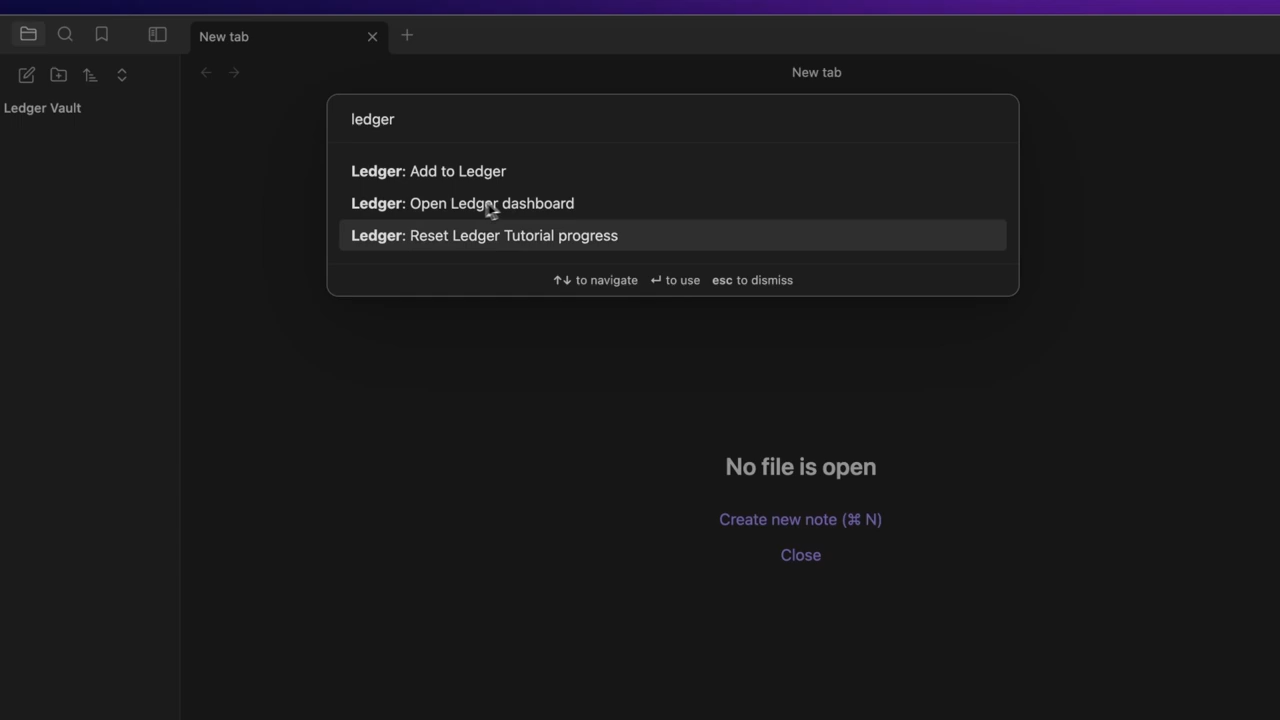 New tab
New tab
Ledger Vault
ledger
Ledger: Add to Ledger
Ledger: Open Ledger dashboard
Ledger: Reset Ledger Tutorial progress
↑↓ to navigate ↵ to use esc to dismiss
No file is open
Create new note (⌘ N)
Close